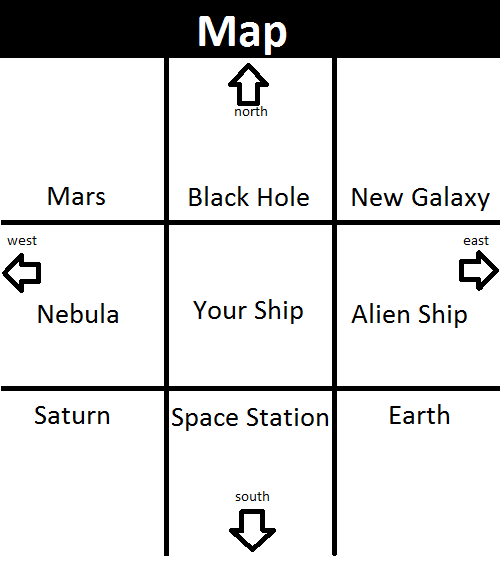 Map
north
Mars
Black Hole
New Galaxy
west
east
Nebula
Your Ship
Alien Ship
Saturn
Space Station
Earth
south